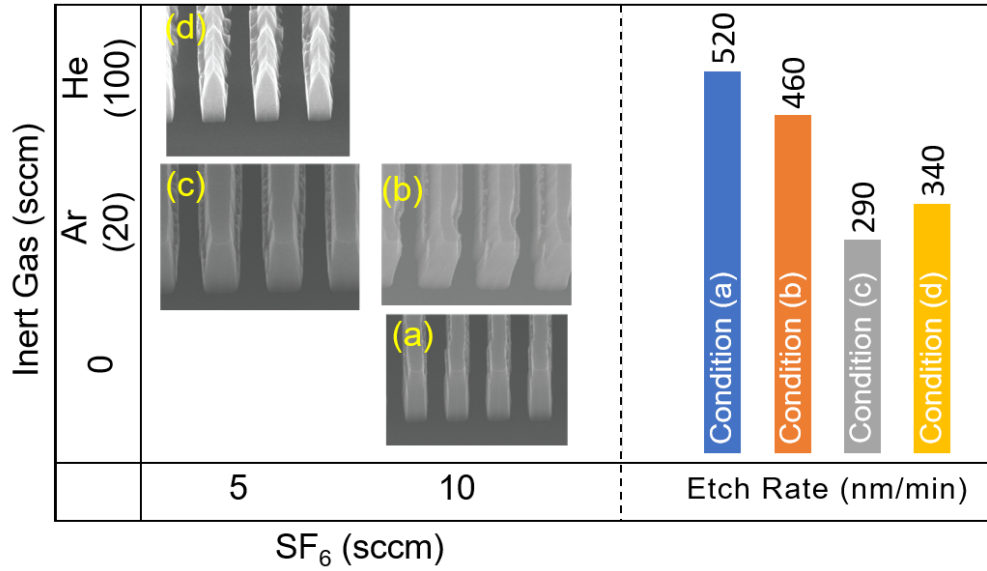 Inert Gas (sccm)
He
(100)
Ar
(20)
0
(d)
(c)
(b)
(a)
5
10
SF₆ (sccm)
520
460
290
340
Condition (a)
Condition (b)
Condition (c)
Condition (d)
Etch Rate (nm/min)